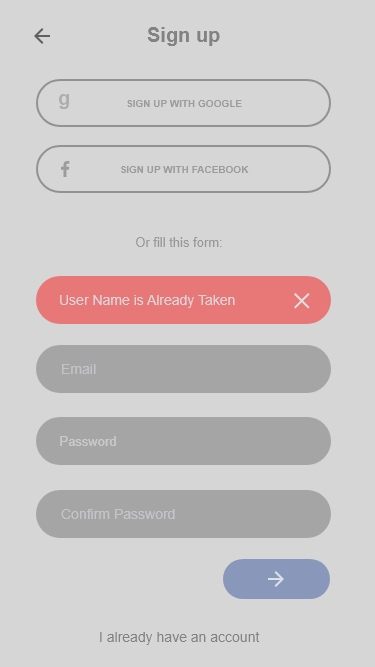 Sign up
g SIGN UP WITH GOOGLE
f SIGN UP WITH FACEBOOK
Or fill this form:
User Name is Already Taken
Email
Password
Confirm Password
I already have an account